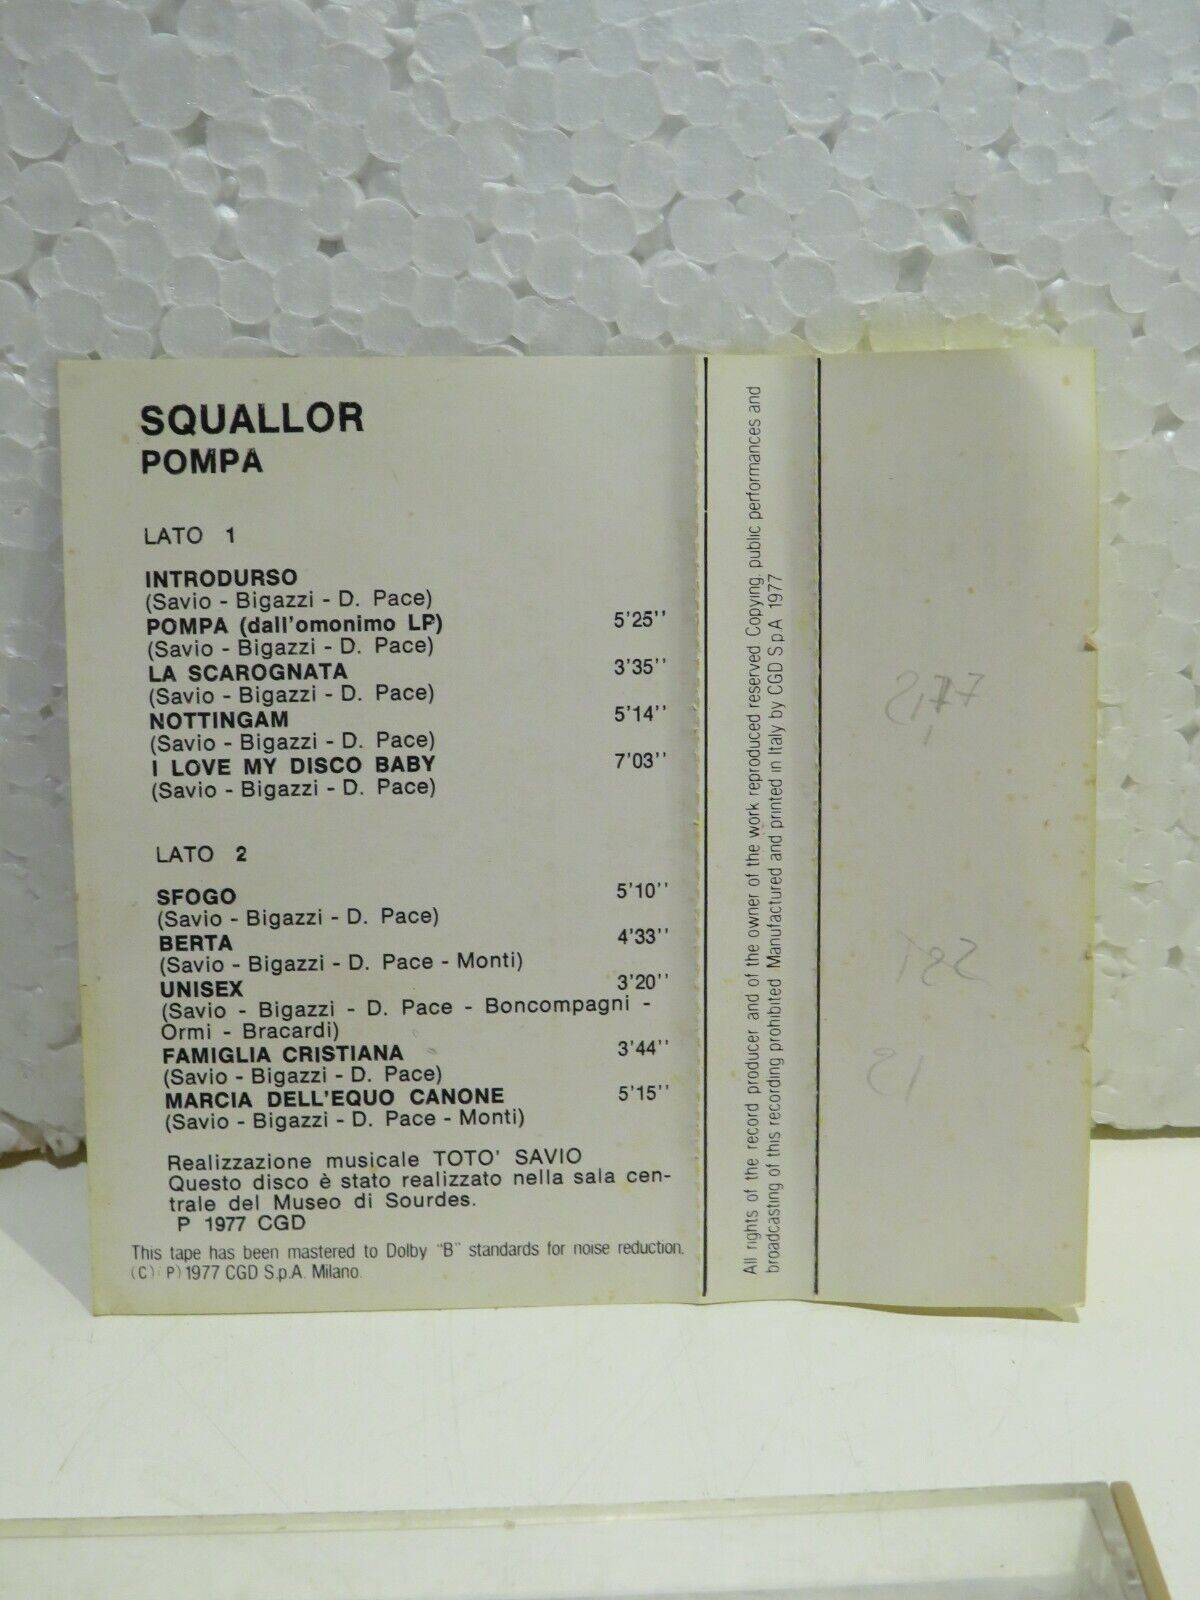 SQUALLOR
POMPA
LATO 1
INTRODURSO
(Savio - Bigazzi - D. Pace)
POMPA (dall'omonimo LP) 5'25''
(Savio - Bigazzi - D. Pace)
LA SCAROGNATA 3'35''
(Savio - Bigazzi - D. Pace)
NOTTINGAM 5'14''
(Savio - Bigazzi - D. Pace)
I LOVE MY DISCO BABY 7'03''
(Savio - Bigazzi - D. Pace)
LATO 2
SFOGO 5'10''
(Savio - Bigazzi - D. Pace)
BERTA 4'33''
(Savio - Bigazzi - D. Pace - Monti)
UNISEX 3'20''
(Savio - Bigazzi - D. Pace - Boncompagni -
Ormi - Bracardi)
FAMIGLIA CRISTIANA 3'44''
(Savio - Bigazzi - D. Pace)
MARCIA DELL'EQUO CANONE 5'15''
(Savio - Bigazzi - D. Pace - Monti)
Realizzazione musicale TOTO' SAVIO
Questo disco è stato realizzato nella sala cen-
trale del Museo di Sourdes.
P 1977 CGD
This tape has been mastered to Dolby "B" standards for noise reduction.
(C) (P) 1977 CGD S.p.A. Milano.
All rights of the record producer and of the owner of the work reproduced reserved Copying, public performances and
broadcasting of this recording prohibited Manufactured and printed in Italy by CGD S.p.A 1977